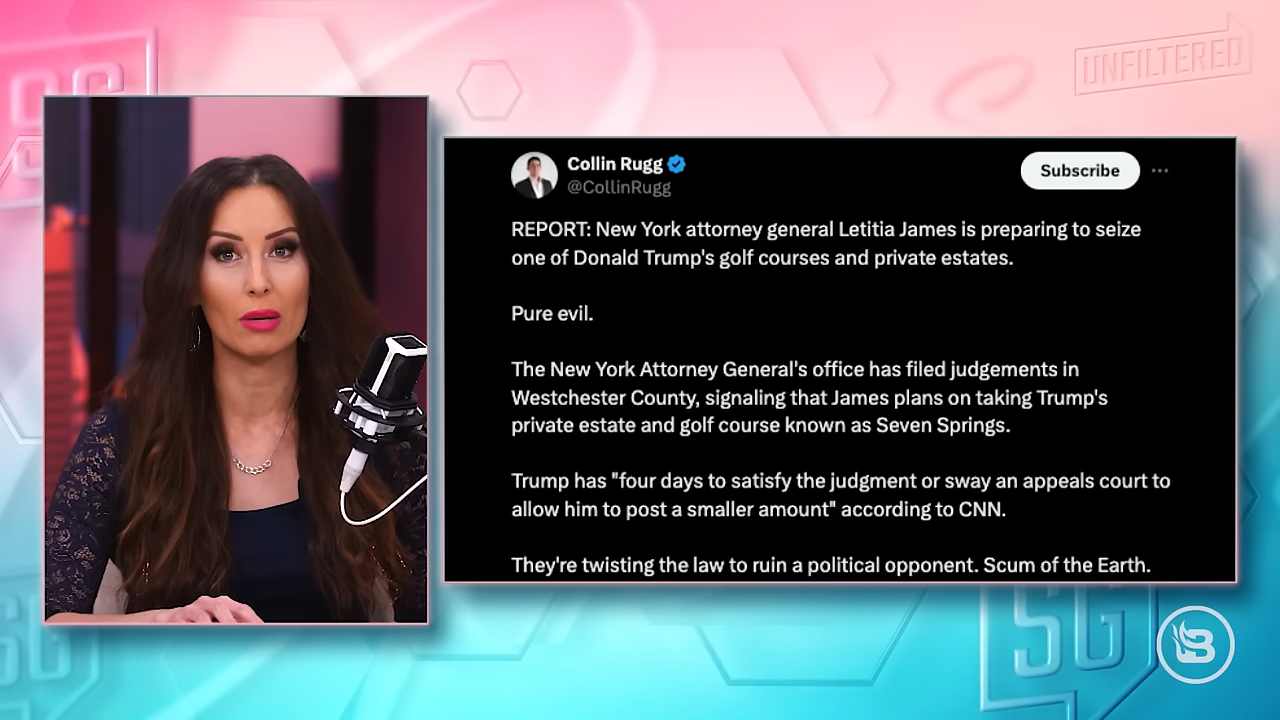 SG
UNFILTERED
Collin Rugg
@CollinRugg
Subscribe
REPORT: New York attorney general Letitia James is preparing to seize
one of Donald Trump's golf courses and private estates.
Pure evil.
The New York Attorney General's office has filed judgements in
Westchester County, signaling that James plans on taking Trump's
private estate and golf course known as Seven Springs.
Trump has "four days to satisfy the judgment or sway an appeals court to
allow him to post a smaller amount" according to CNN.
They're twisting the law to ruin a political opponent. Scum of the Earth.
SG
SG
B